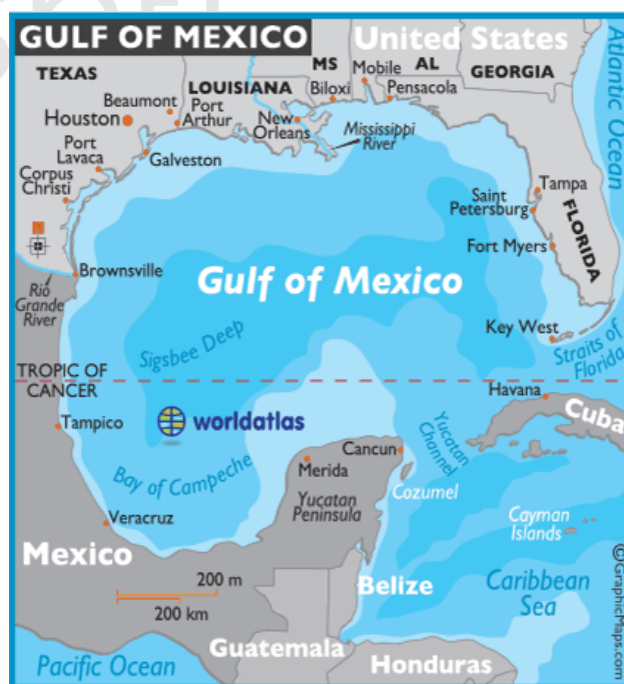 GULF OF MEXICO
United States
TEXAS
LOUISIANA
MS
AL
GEORGIA
Mobile
Beaumont
Port
Arthur
Biloxi
Pensacola
Houston
New
Orleans
Mississippi
River
Port
Lavaca
Galveston
Corpus
Christi
Atlantic Ocean
Tampa
Saint
Petersburg
FLORIDA
Fort Myers
N
Brownsville
Gulf of Mexico
Rio
Grande
River
Key West
Straits of
Florida
Sigsbee Deep
TROPIC OF
CANCER
Havana
Cuba
Tampico
worldatlas
Yucatan
Channel
Cancun
Merida
Bay of Campeche
Cozumel
Yucatan
Peninsula
Cayman
Islands
Veracruz
Mexico
200 m
200 km
Belize
Caribbean
Sea
©GraphicMaps.com
Guatemala
Honduras
Pacific Ocean